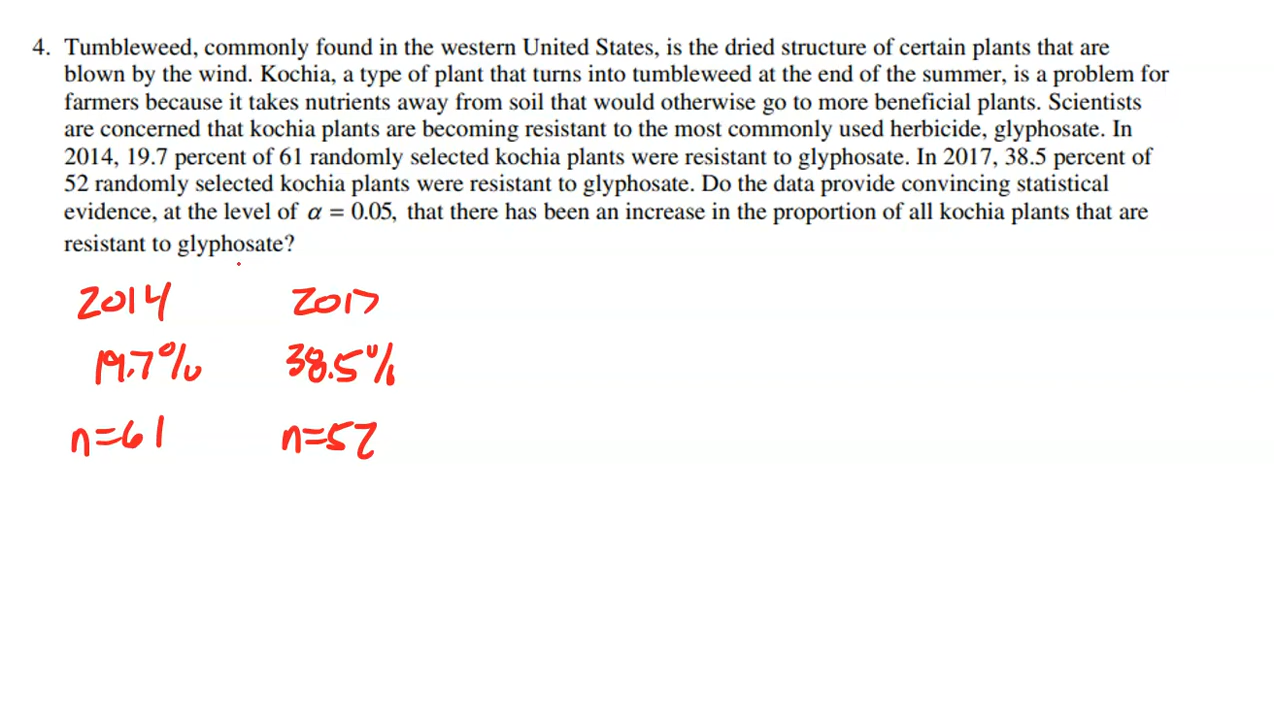 4. Tumbleweed, commonly found in the western United States, is the dried structure of certain plants that are
blown by the wind. Kochia, a type of plant that turns into tumbleweed at the end of the summer, is a problem for
farmers because it takes nutrients away from soil that would otherwise go to more beneficial plants. Scientists
are concerned that kochia plants are becoming resistant to the most commonly used herbicide, glyphosate. In
2014, 19.7 percent of 61 randomly selected kochia plants were resistant to glyphosate. In 2017, 38.5 percent of
52 randomly selected kochia plants were resistant to glyphosate. Do the data provide convincing statistical
evidence, at the level of α = 0.05, that there has been an increase in the proportion of all kochia plants that are
resistant to glyphosate?
2014 2017
19.7% 38.5%
n=61 n=52